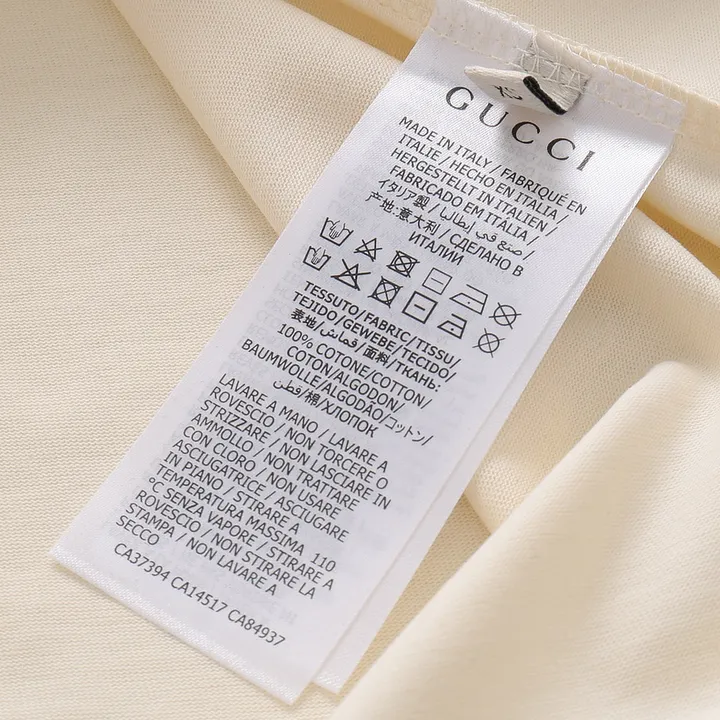 XS
GUCCI
MADE IN ITALY / FABRIQUÉ EN
ITALIE / HECHO EN ITALIA /
HERGESTELLT IN ITALIEN /
FABRICADO EM ITÁLIA /
イタリア製 / صنع في إيطاليا /
产地:意大利 / СДЕЛАНО В
ИТАЛИИ
TESSUTO/FABRIC/TISSU/
TEJIDO/GEWEBE/TECIDO/
表地/قماش/面料/ТКАНЬ:
100% COTONE/COTTON/
COTON/ALGODON/
BAUMWOLLE/ALGODÃO/コットン/
قطن/棉/ХЛОПОК
LAVARE A MANO / LAVARE A
ROVESCIO / NON TORCERE O
STRIZZARE / NON LASCIARE IN
AMMOLLO / NON TRATTARE
CON CLORO / NON USARE
ASCIUGATRICE / ASCIUGARE
IN PIANO / STIRARE A
TEMPERATURA MASSIMA 110
°C SENZA VAPORE / STIRARE A
ROVESCIO / NON STIRARE LA
STAMPA / NON LAVARE A
SECCO
CA37394 CA14517 CA84937